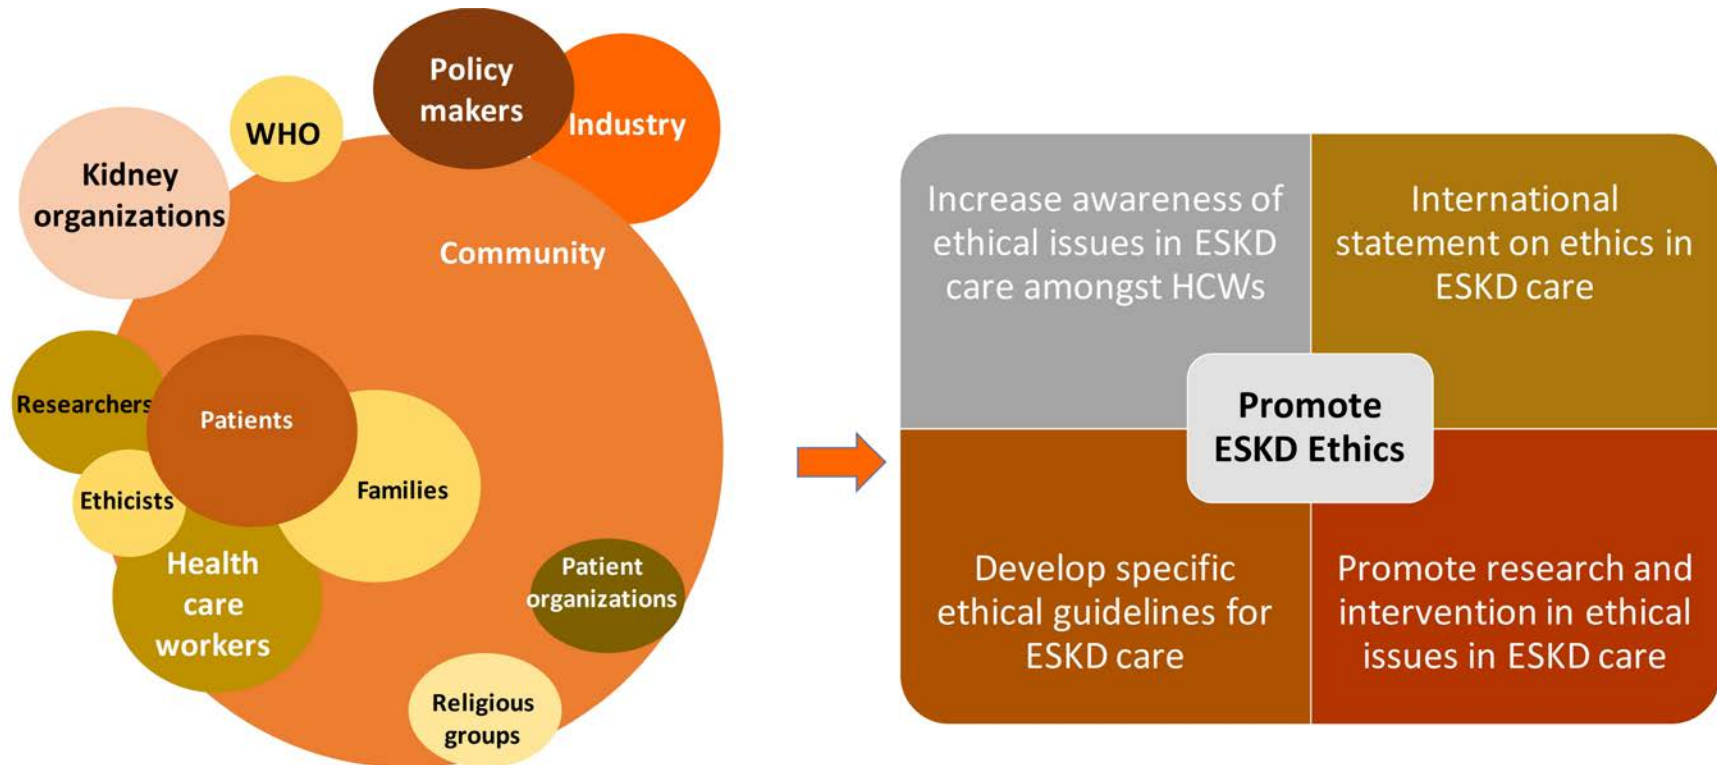 Policy
makers
Industry
WHO
Kidney
organizations
Community
Researchers
Patients
Ethicists
Families
Health
care
workers
Patient
organizations
Religious
groups
Increase awareness of
ethical issues in ESKD
care amongst HCWs
International
statement on ethics in
ESKD care
Promote
ESKD Ethics
Develop specific
ethical guidelines for
ESKD care
Promote research and
intervention in ethical
issues in ESKD care